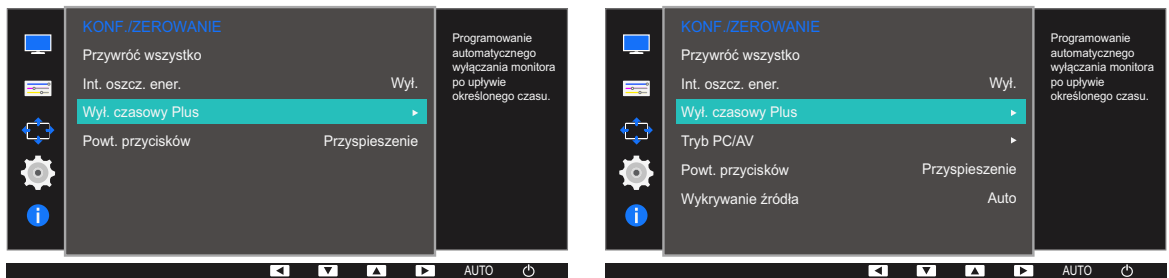 KONF./ZEROWANIE
Przywróć wszystko
Int. oszcz. ener. Wył.
Wył. czasowy Plus
Powt. przycisków Przyspieszenie
Programowanie
automatycznego
wyłączania monitora
po upływie
określonego czasu.
AUTO
KONF./ZEROWANIE
Przywróć wszystko
Int. oszcz. ener. Wył.
Wył. czasowy Plus
Tryb PC/AV
Powt. przycisków Przyspieszenie
Wykrywanie źródła Auto
Programowanie
automatycznego
wyłączania monitora
po upływie
określonego czasu.
AUTO